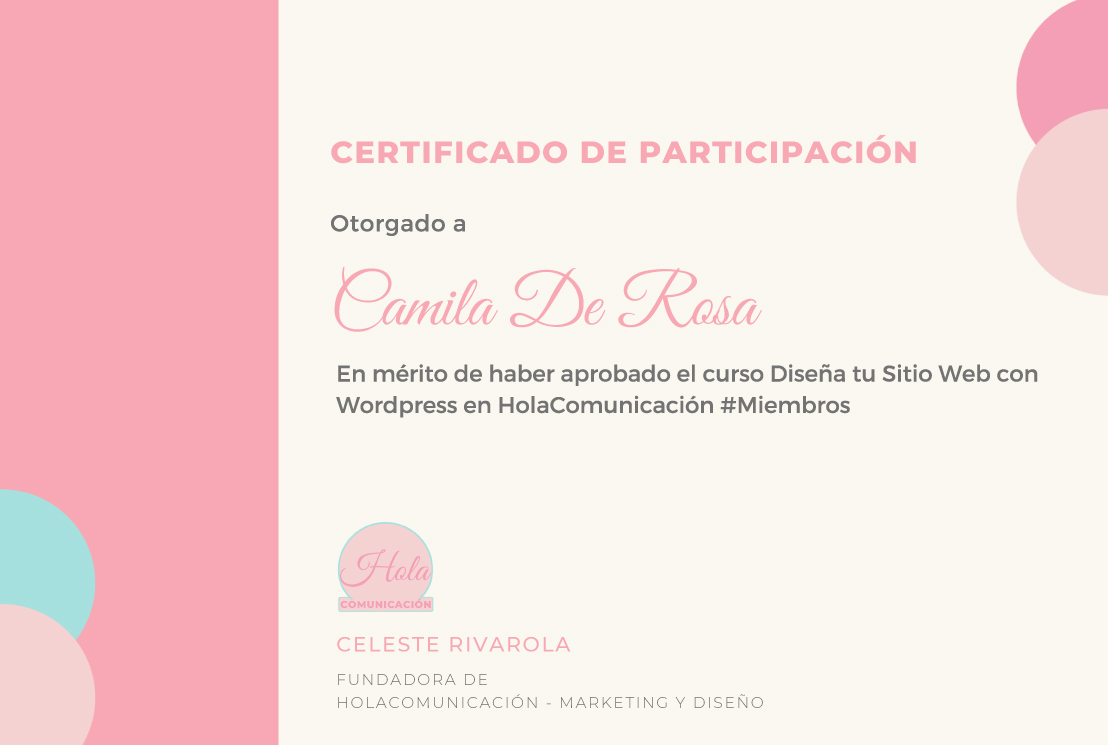 CERTIFICADO DE PARTICIPACIÓN
Otorgado a
Camila De Rosa
En mérito de haber aprobado el curso Diseña tu Sitio Web con
Wordpress en HolaComunicación #Miembros
Hola
COMUNICACIÓN
CELESTE RIVAROLA
FUNDADORA DE
HOLACOMUNICACIÓN - MARKETING Y DISEÑO